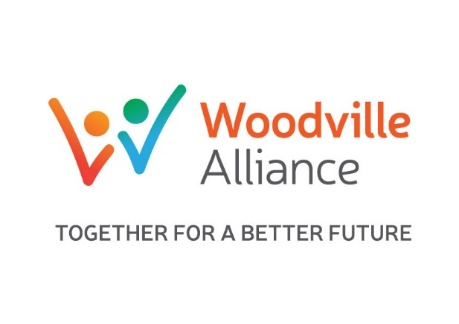 Woodville
Alliance
TOGETHER FOR A BETTER FUTURE